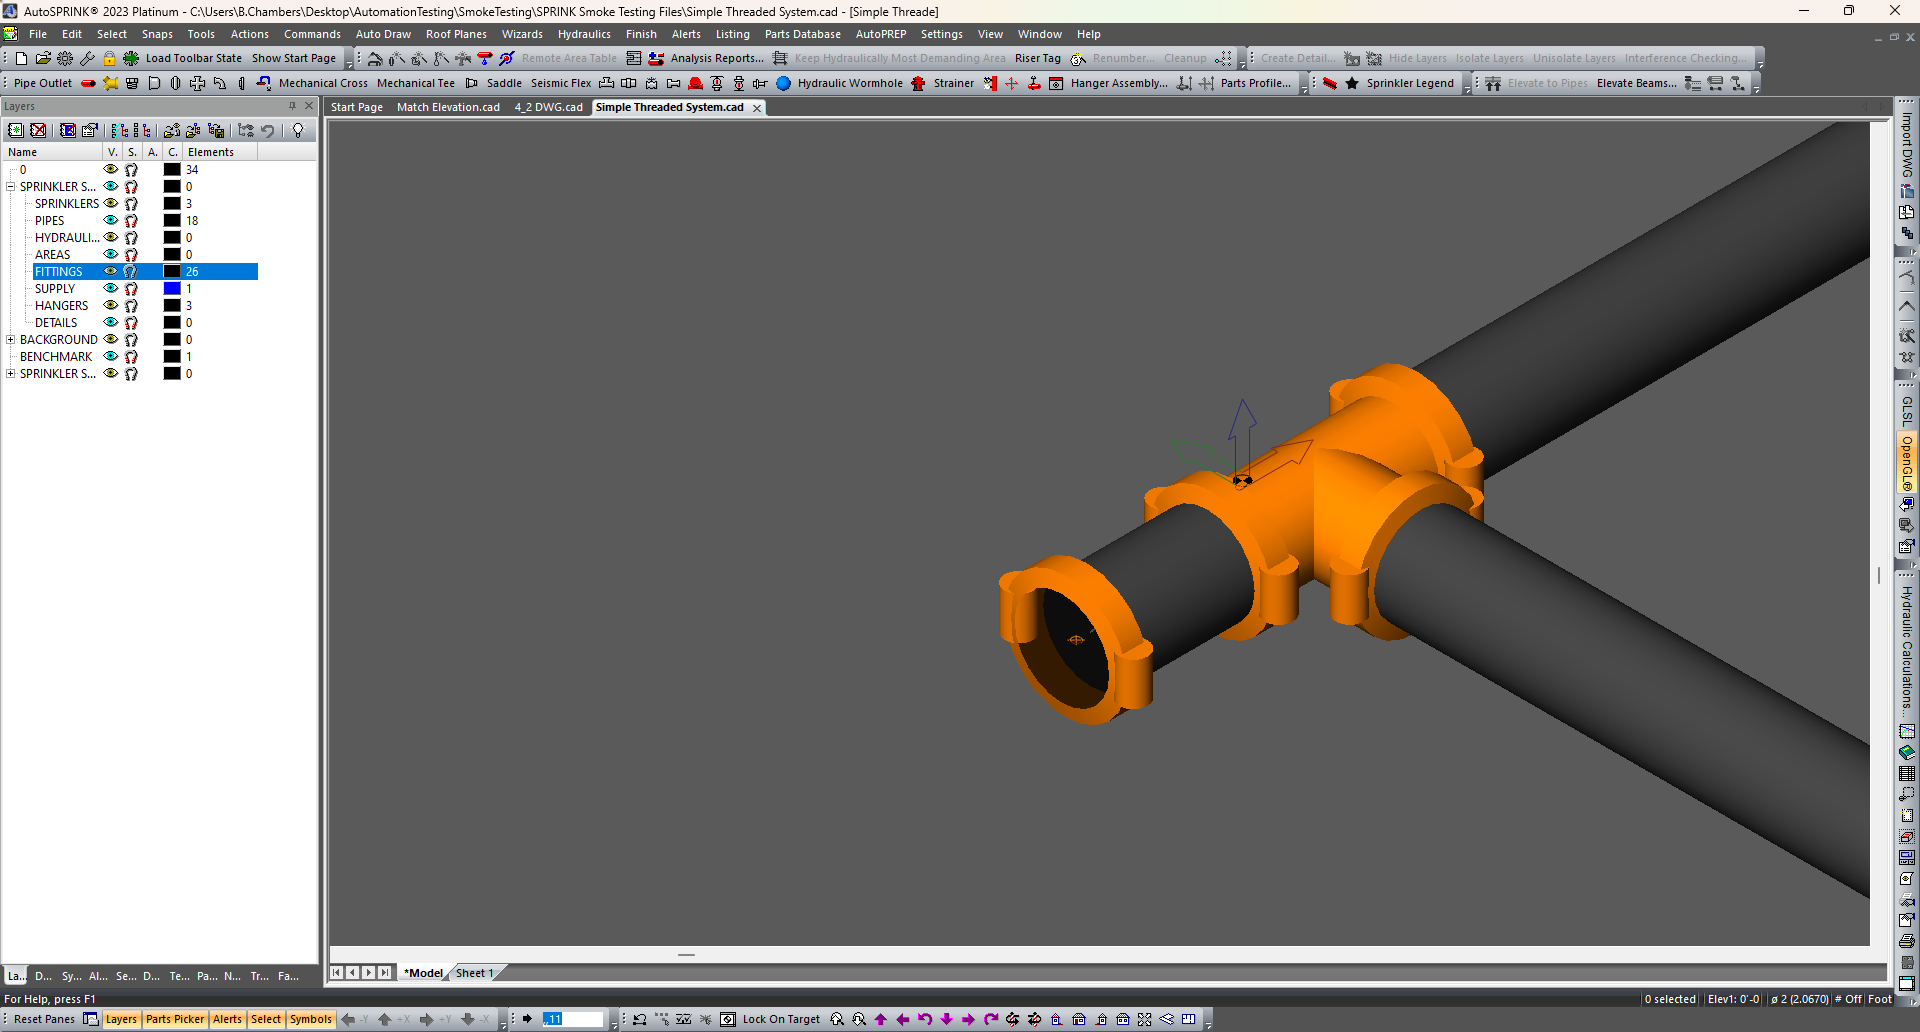 AutoSPRINK® 2023 Platinum - C:\Users\B.Chambers\Desktop\AutomationTesting\SmokeTesting\SPRINK Smoke Testing Files\Simple Threaded System.cad - [Simple Threade]
File Edit Select Snaps Tools Actions Commands Auto Draw Roof Planes Wizards Hydraulics Finish Alerts Listing Parts Database AutoPREP Settings View Window Help
Load Toolbar State Show Start Page Remote Area Table Analysis Reports... Keep Hydraulically Most Demanding Area Riser Tag Renumber... Cleanup Create Detail... Hide Layers Isolate Layers Unisolate Layers Interference Checking...
Pipe Outlet Mechanical Cross Mechanical Tee Saddle Seismic Flex Hydraulic Wormhole Strainer Hanger Assembly... Parts Profile... Sprinkler Legend Elevate to Pipes Elevate Beams...
Layers
Start Page Match Elevation.cad 4_2 DWG.cad Simple Threaded System.cad
Name V. S. A. C. Elements
0 34
SPRINKLER S... 0
SPRINKLERS 3
PIPES 18
HYDRAULI... 0
AREAS 0
FITTINGS 26
SUPPLY 1
HANGERS 3
DETAILS 0
BACKGROUND 0
BENCHMARK 1
SPRINKLER S... 0
Import DWG
GLSL
OpenGL®
Hydraulic Calculations...
La... D... Sy... Al... Se... D... Te... Pa... N... Tr... Fa...
*Model Sheet 1
For Help, press F1
0 selected Elev1: 0'-0 ø 2 (2.0670) # Off Foot
Reset Panes Layers Parts Picker Alerts Select Symbols -Y +X +Y -X .11 Lock On Target